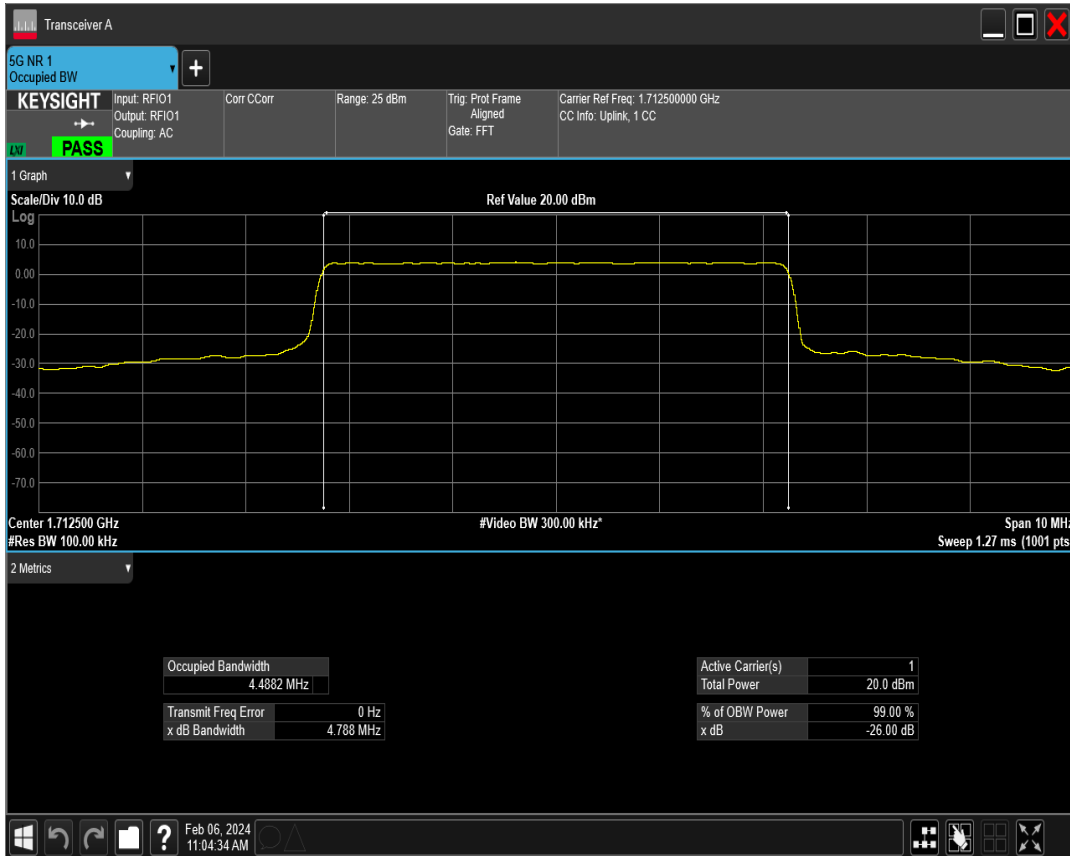 Transceiver A
5G NR 1
Occupied BW
+
KEYSIGHT
LXI
PASS
Input: RFIO1
Output: RFIO1
Coupling: AC
Corr CCorr
Range: 25 dBm
Trig: Prot Frame
Aligned
Gate: FFT
Carrier Ref Freq: 1.712500000 GHz
CC Info: Uplink, 1 CC
1 Graph
Scale/Div 10.0 dB
Ref Value 20.00 dBm
Log
10.0
0.00
-10.0
-20.0
-30.0
-40.0
-50.0
-60.0
-70.0
Center 1.712500 GHz
#Video BW 300.00 kHz*
Span 10 MHz
#Res BW 100.00 kHz
Sweep 1.27 ms (1001 pts
2 Metrics
Occupied Bandwidth
4.4882 MHz
Transmit Freq Error 0 Hz
x dB Bandwidth 4.788 MHz
Active Carrier(s) 1
Total Power 20.0 dBm
% of OBW Power 99.00 %
x dB -26.00 dB
?
Feb 06, 2024
11:04:34 AM